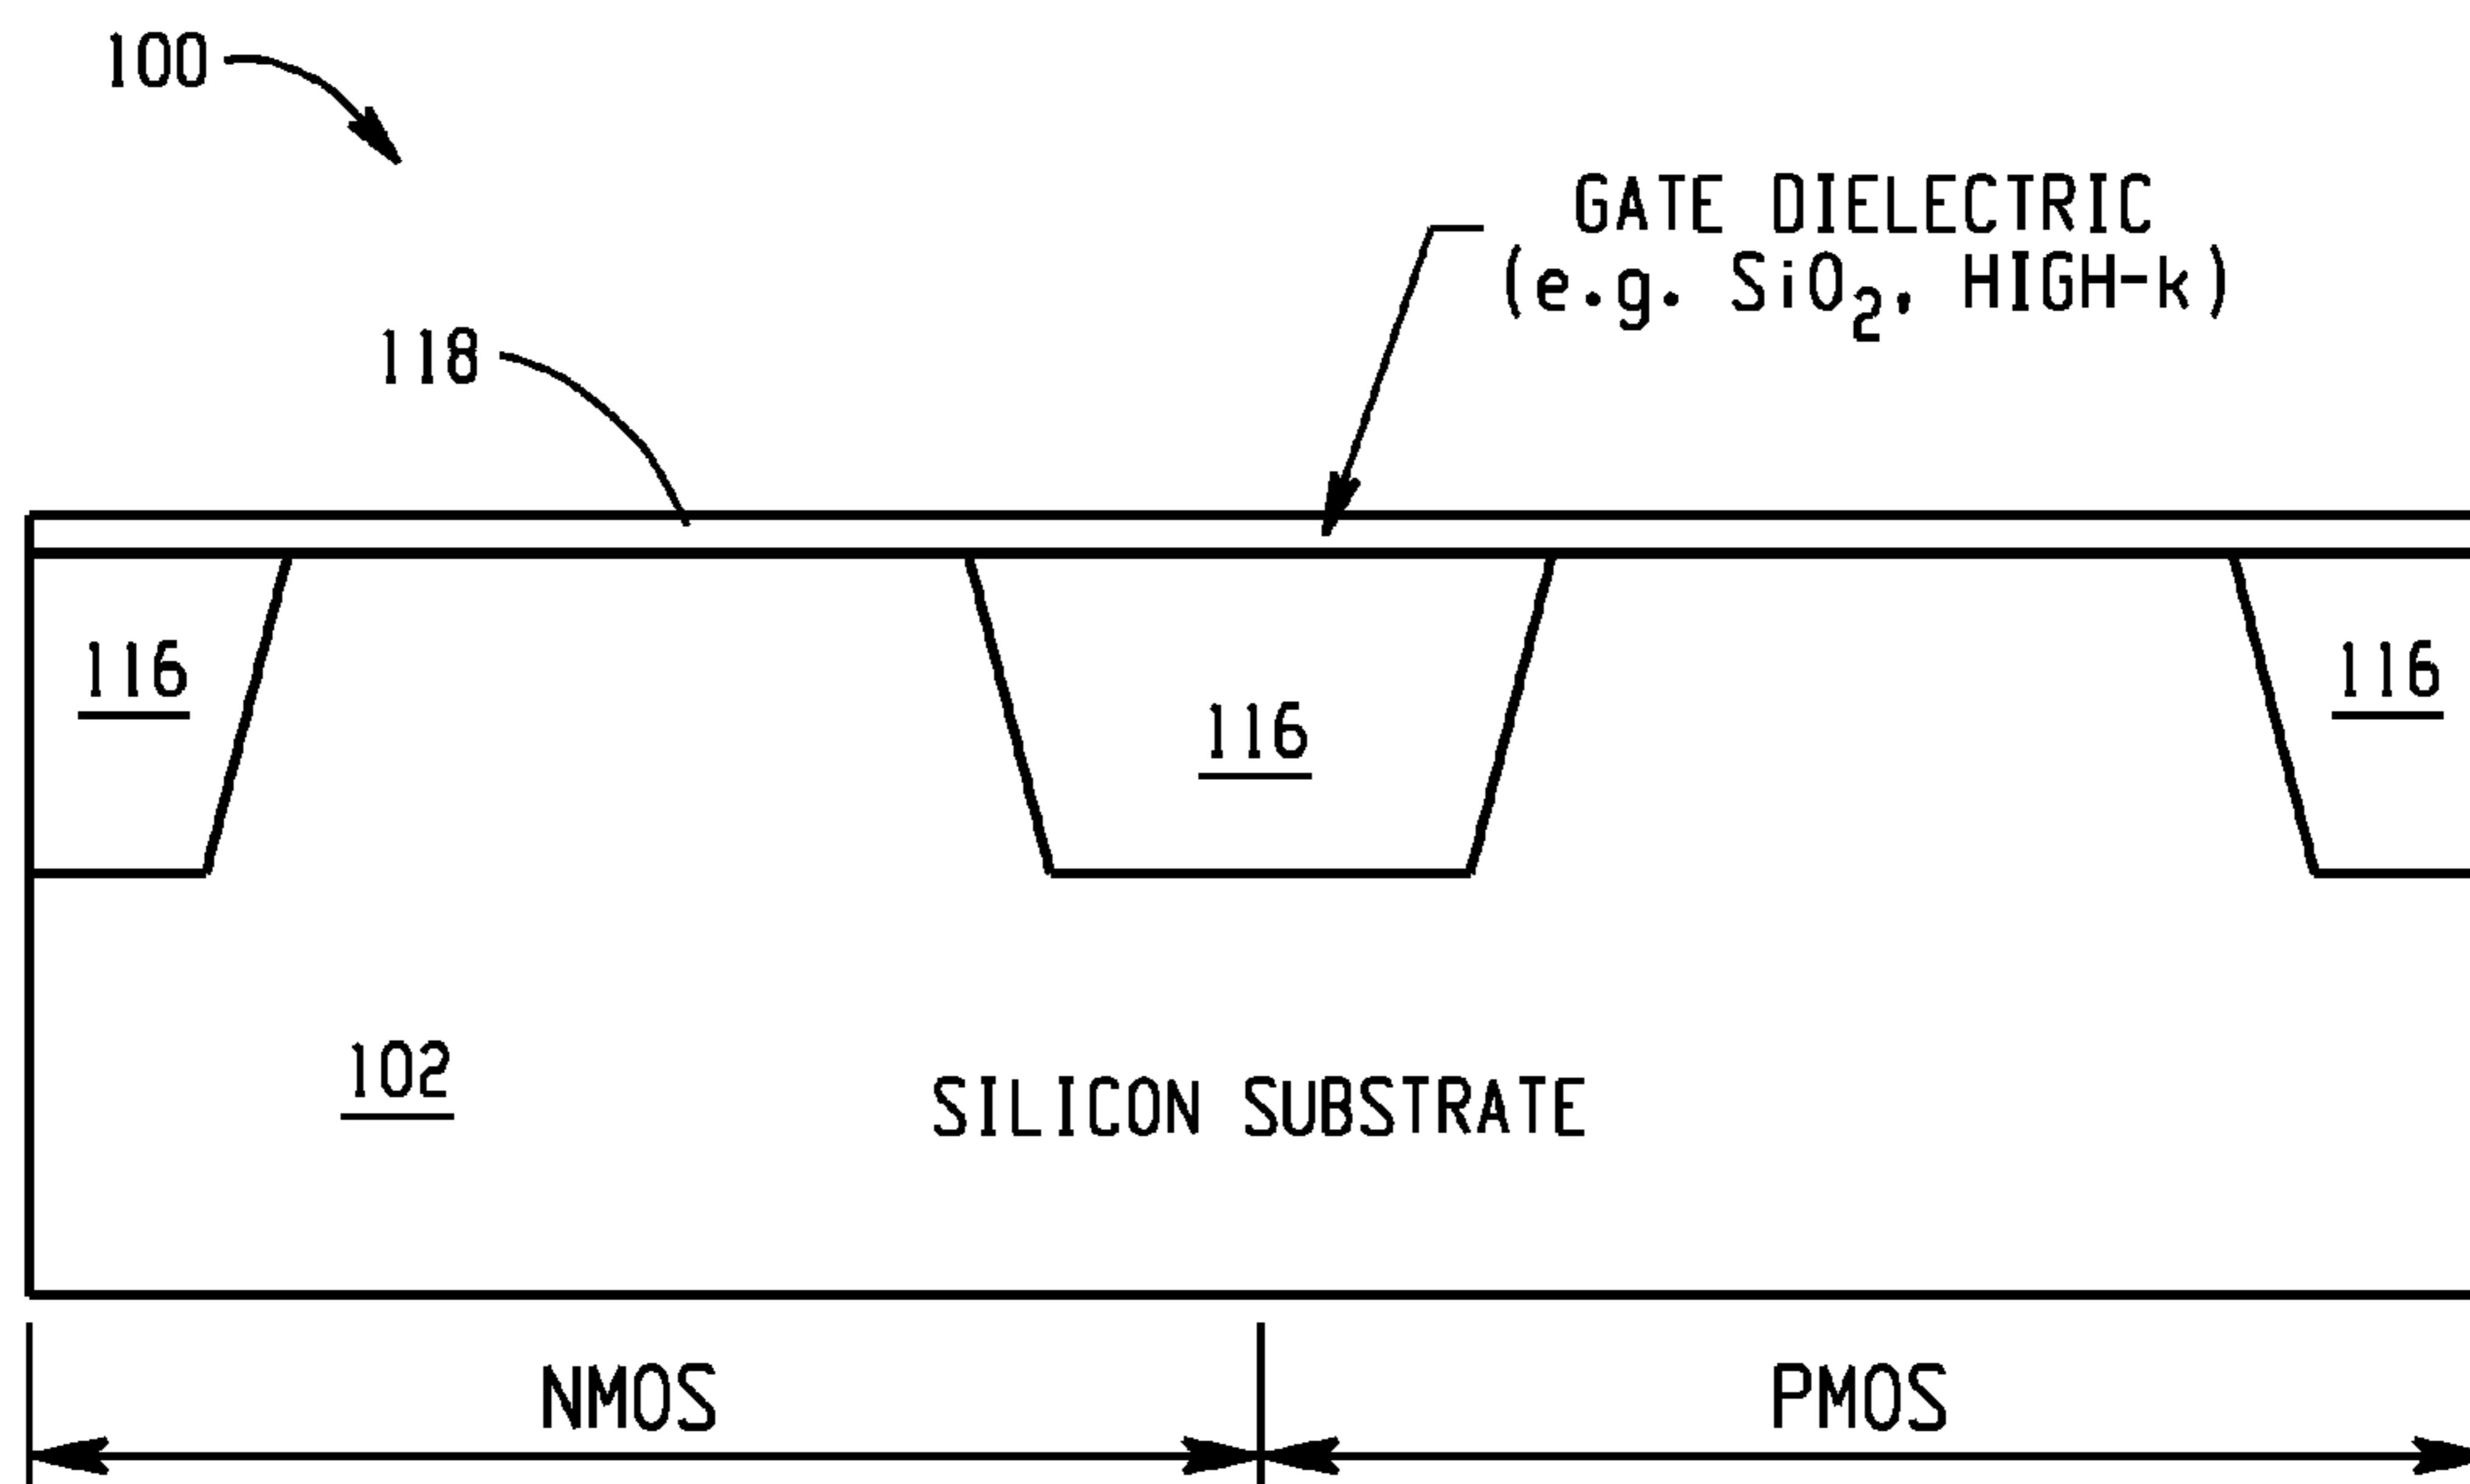 100
GATE DIELECTRIC
(e.g. SiO₂, HIGH-k)
118
116
116
116
102
SILICON SUBSTRATE
NMOS
PMOS